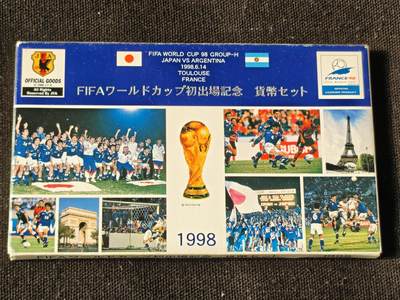 OFFICIAL GOODS
All Rights
Reserved By JFA
FIFA WORLD CUP 98 GROUP-H
JAPAN VS ARGENTINA
1998.6.14
TOULOUSE
FRANCE
FRANCE 98
FIFAワールドカップ初出場記念 貨幣セット
1998